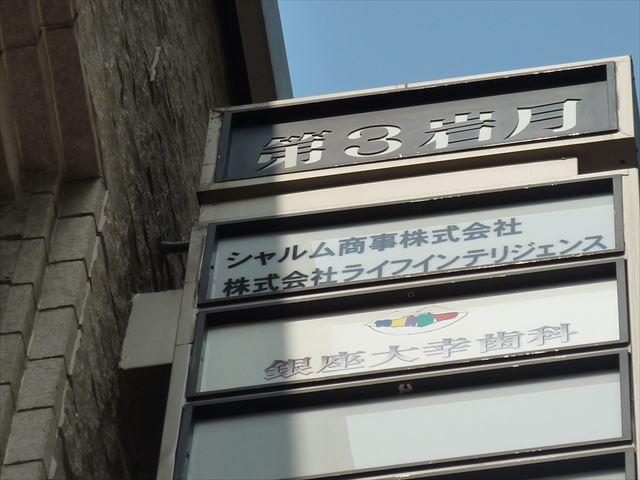 第3岩月
シャルム商事株式会社
株式会社ライフインテリジェンス
銀座大幸歯科